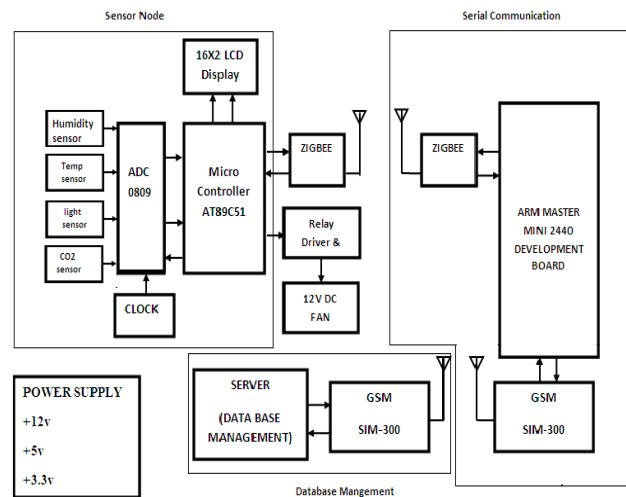 Sensor Node
Serial Communication
16X2 LCD
Display
Humidity
sensor
Temp
sensor
light
sensor
CO2
sensor
ADC
0809
CLOCK
Micro
Controller
AT89C51
ZIGBEE
Relay
Driver &
12V DC
FAN
ZIGBEE
ARM MASTER
MINI 2440
DEVELOPMENT
BOARD
GSM
SIM-300
SERVER
(DATA BASE
MANAGEMENT)
GSM
SIM-300
Database Mangement
POWER SUPPLY
+12v
+5v
+3.3v